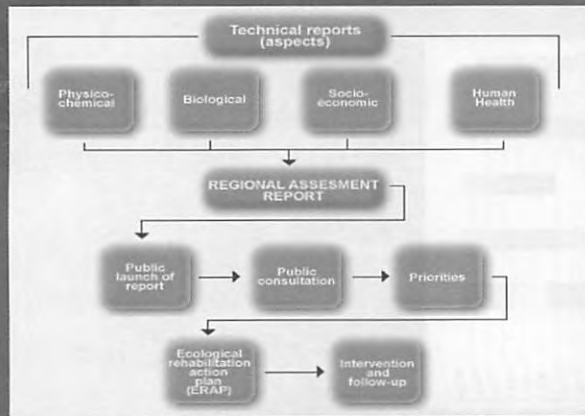 Technical reports
(aspects)
Physico-
chemical
Biological
Socio-
économic
Human
Health
REGIONAL ASSESMENT
REPORT
Public
launch of
report
Public
consultation
Priorities
Ecological
rehabilitation
action
plan
(ERAP)
Intervention
and
follow-up